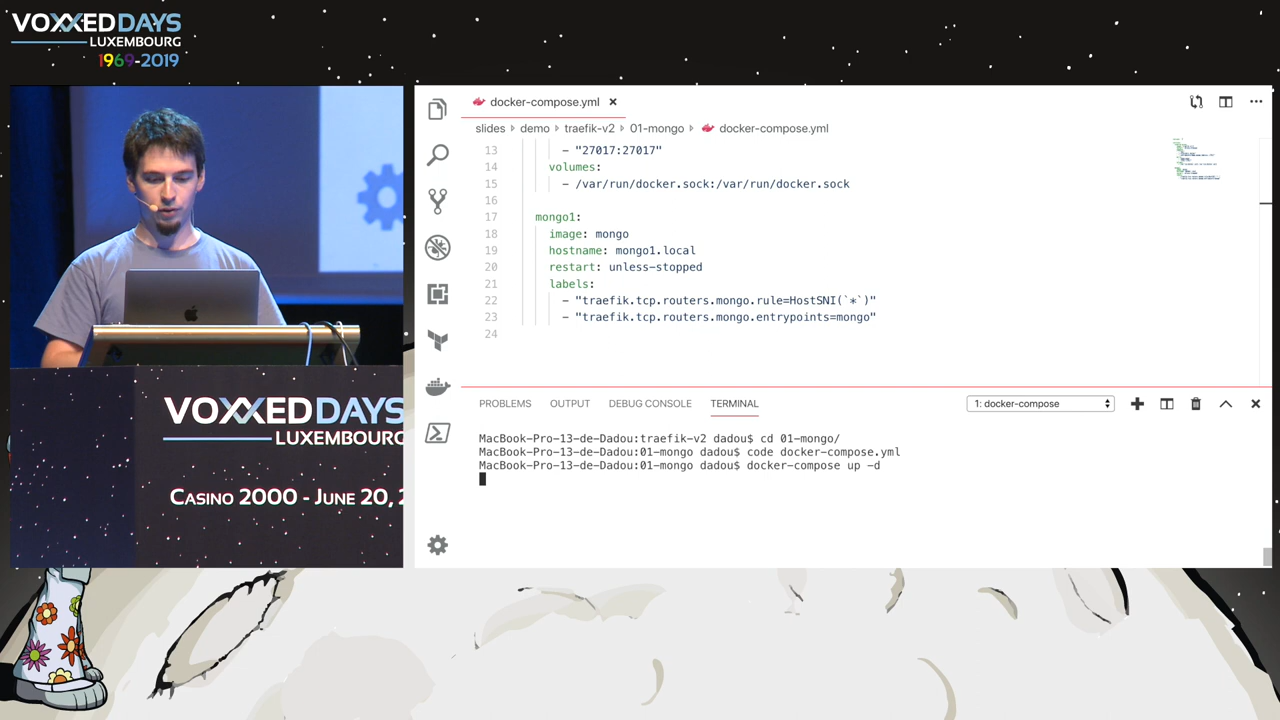 VOXXED DAYS
LUXEMBOURG
1969-2019
docker-compose.yml
slides demo traefik-v2 01-mongo docker-compose.yml
13 - "27017:27017"
14 volumes:
15 - /var/run/docker.sock:/var/run/docker.sock
16
17 mongo1:
18 image: mongo
19 hostname: mongo1.local
20 restart: unless-stopped
21 labels:
22 - "traefik.tcp.routers.mongo.rule=HostSNI(`*`)"
23 - "traefik.tcp.routers.mongo.entrypoints=mongo"
24
PROBLEMS OUTPUT DEBUG CONSOLE TERMINAL 1: docker-compose
MacBook-Pro-13-de-Dadou:traefik-v2 dadou$ cd 01-mongo/
MacBook-Pro-13-de-Dadou:01-mongo dadou$ code docker-compose.yml
MacBook-Pro-13-de-Dadou:01-mongo dadou$ docker-compose up -d
VOXXED DAYS
LUXEMBOURG
CASINO 2000 - JUNE 20,